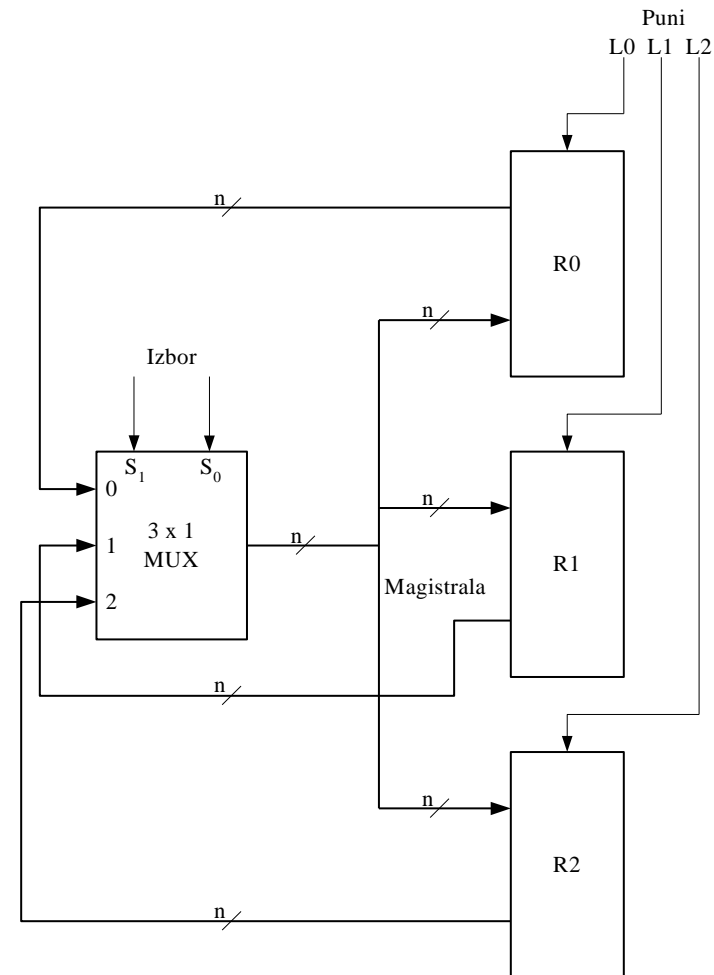 Puni
L0 L1 L2
n
R0
n
Izbor
S1 S0
0
n
3 x 1
MUX
n
1
R1
Magistrala
2
n
n
R2
n